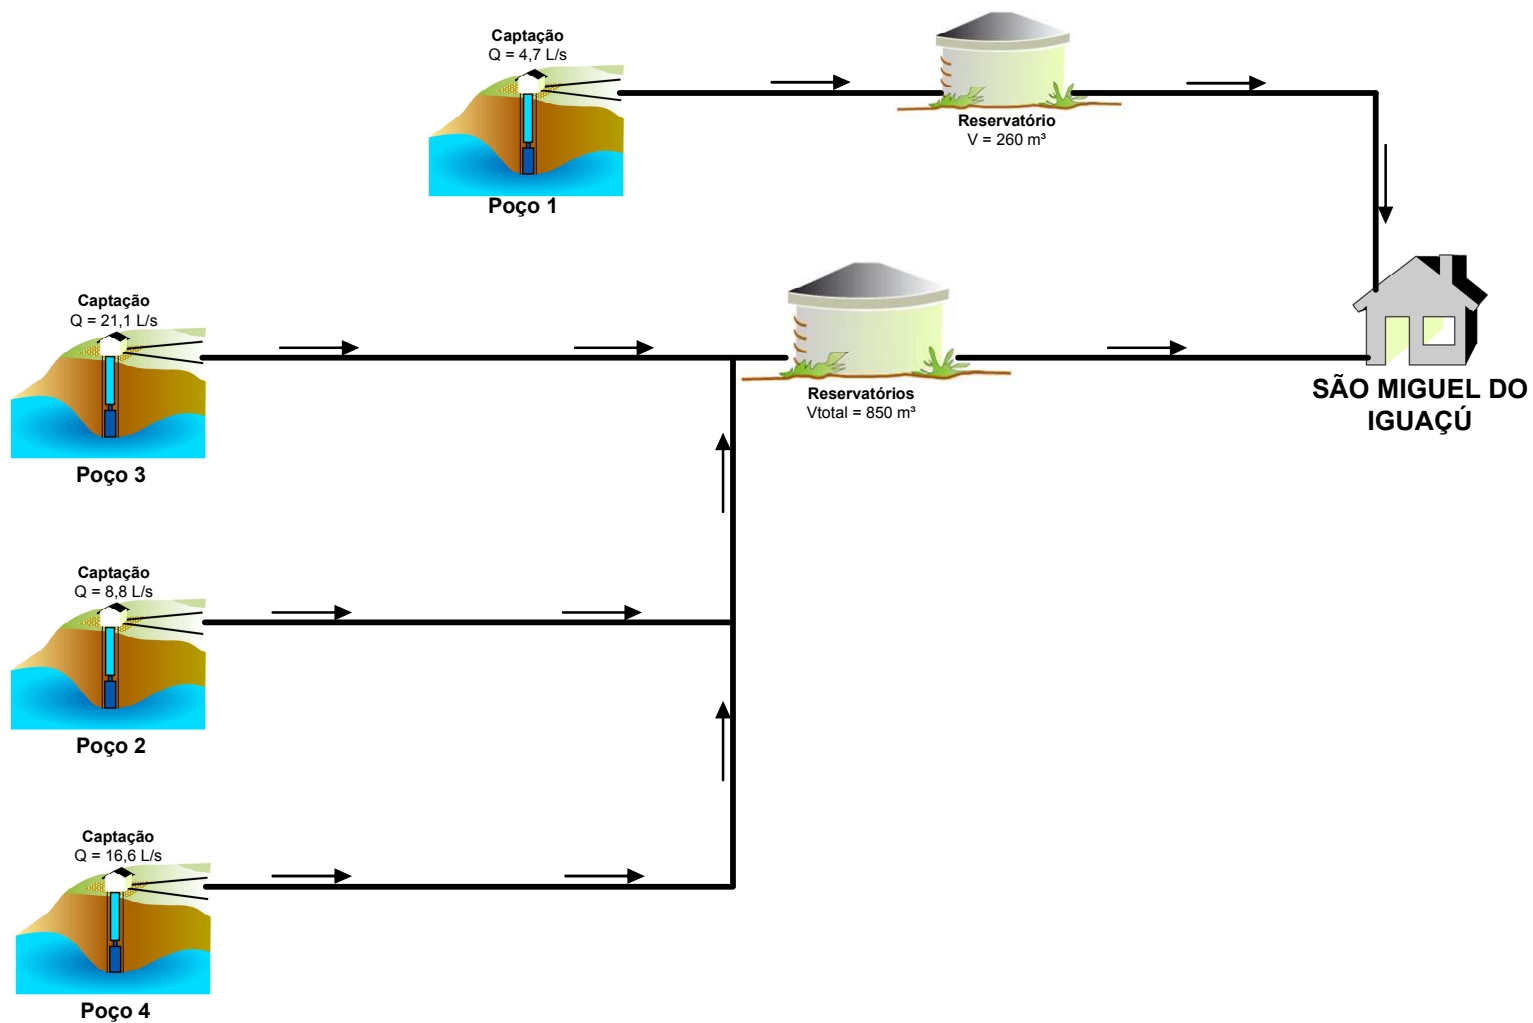 Captação
Q = 4,7 L/s
Poço 1
Reservatório
V = 260 m³
Captação
Q = 21,1 L/s
Poço 3
Reservatórios
Vtotal = 850 m³
SÃO MIGUEL DO
IGUAÇÚ
Captação
Q = 8,8 L/s
Poço 2
Captação
Q = 16,6 L/s
Poço 4